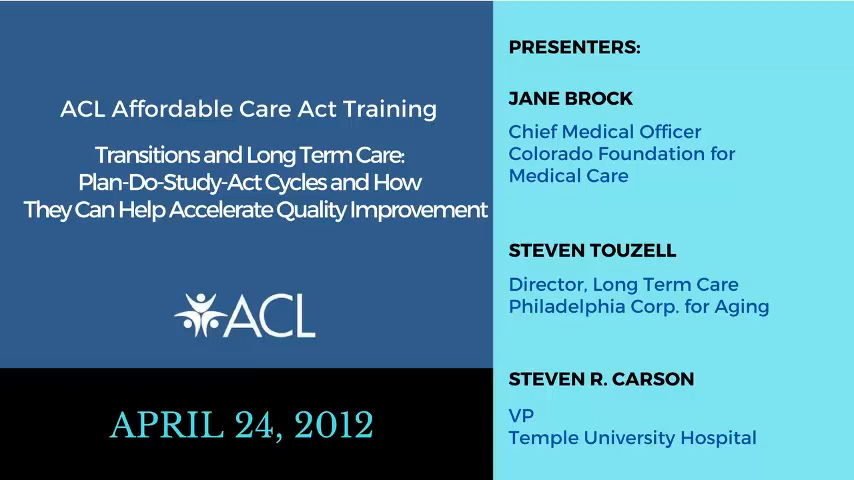 ACL Affordable Care Act Training
Transitions and Long Term Care:
Plan-Do-Study-Act Cycles and How
They Can Help Accelerate Quality Improvement
ACL
APRIL 24, 2012
PRESENTERS:
JANE BROCK
Chief Medical Officer
Colorado Foundation for
Medical Care
STEVEN TOUZELL
Director, Long Term Care
Philadelphia Corp. for Aging
STEVEN R. CARSON
VP
Temple University Hospital